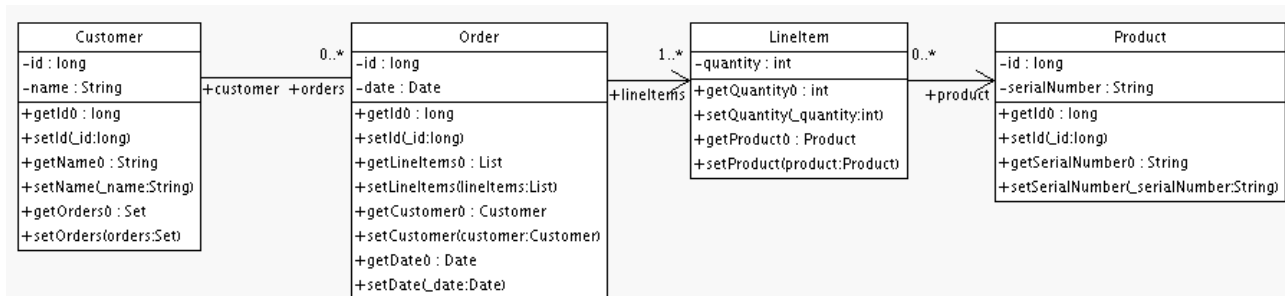 Customer
-id : long
-name : String
+getId() : long
+setId(_id:long)
+getName() : String
+setName(_name:String)
+getOrders() : Set
+setOrders(orders:Set)
0..*
+customer +orders
Order
-id : long
-date : Date
+getId() : long
+setId(_id:long)
+getLineItems() : List
+setLineItems(lineItems:List)
+getCustomer() : Customer
+setCustomer(customer:Customer)
+getDate() : Date
+setDate(_date:Date)
1..*
+lineItems
LineItem
-quantity : int
+getQuantity() : int
+setQuantity(_quantity:int)
+getProduct() : Product
+setProduct(product:Product)
0..*
+product
Product
-id : long
-serialNumber : String
+getId() : long
+setId(_id:long)
+getSerialNumber() : String
+setSerialNumber(_serialNumber:String)